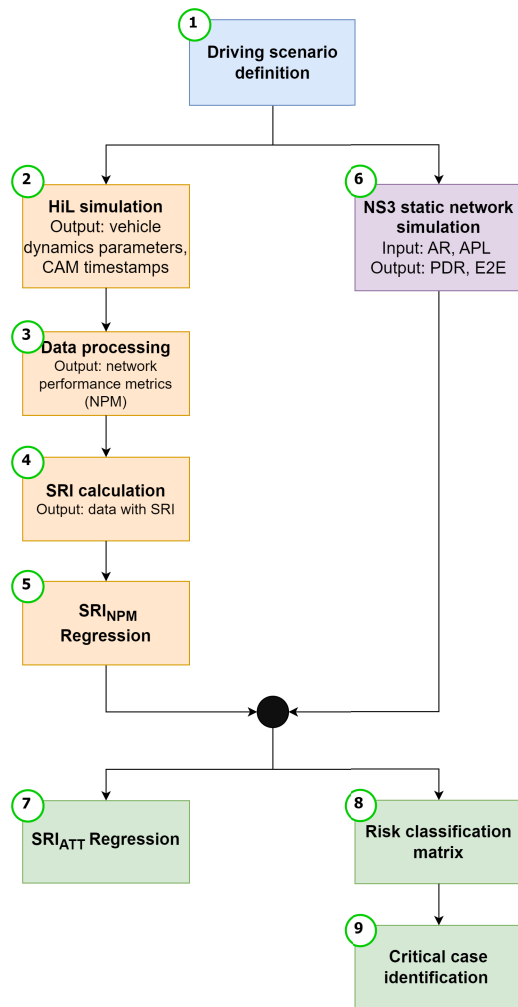 1
Driving scenario
definition
2
HiL simulation
Output: vehicle
dynamics parameters,
CAM timestamps
6
NS3 static network
simulation
Input: AR, APL
Output: PDR, E2E
3
Data processing
Output: network
performance metrics
(NPM)
4
SRI calculation
Output: data with SRI
5
SRI_NPM
Regression
7
SRI_ATT Regression
8
Risk classification
matrix
9
Critical case
identification